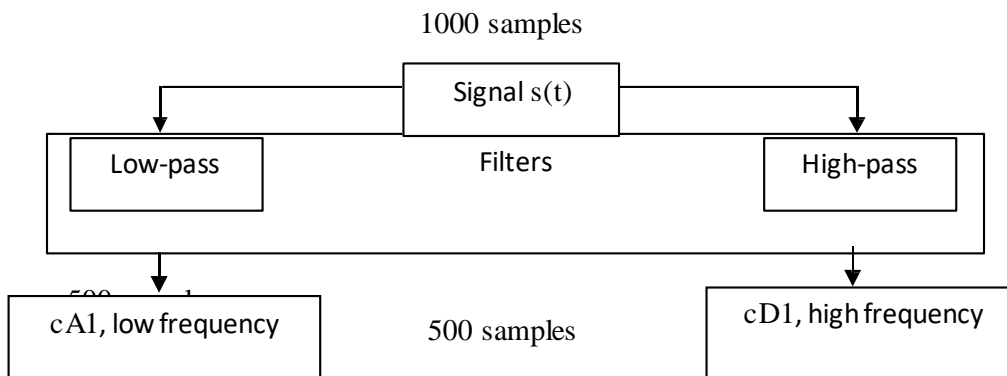 1000 samples
Signal s(t)
Low-pass
Filters
High-pass
cA1, low frequency
500 samples
cD1, high frequency